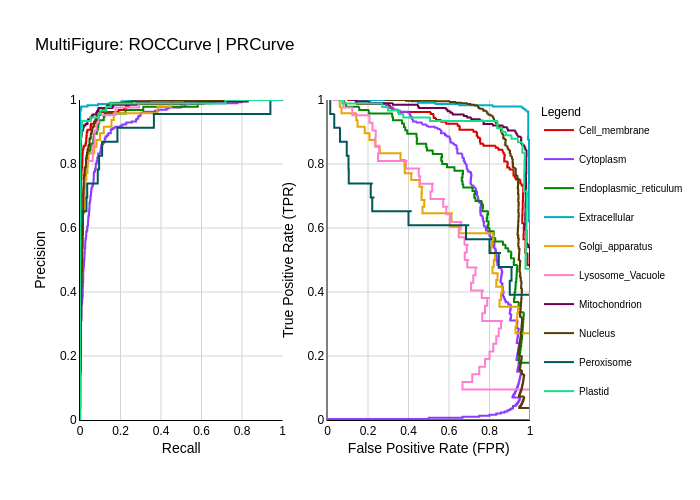 MultiFigure: ROCCurve | PRCurve
Precision
1
0.8
0.6
0.4
0.2
0
0 0.2 0.4 0.6 0.8 1
Recall
True Positive Rate (TPR)
1
0.8
0.6
0.4
0.2
0
0 0.2 0.4 0.6 0.8 1
False Positive Rate (FPR)
Legend
Cell_membrane
Cytoplasm
Endoplasmic_reticulum
Extracellular
Golgi_apparatus
Lysosome_Vacuole
Mitochondrion
Nucleus
Peroxisome
Plastid